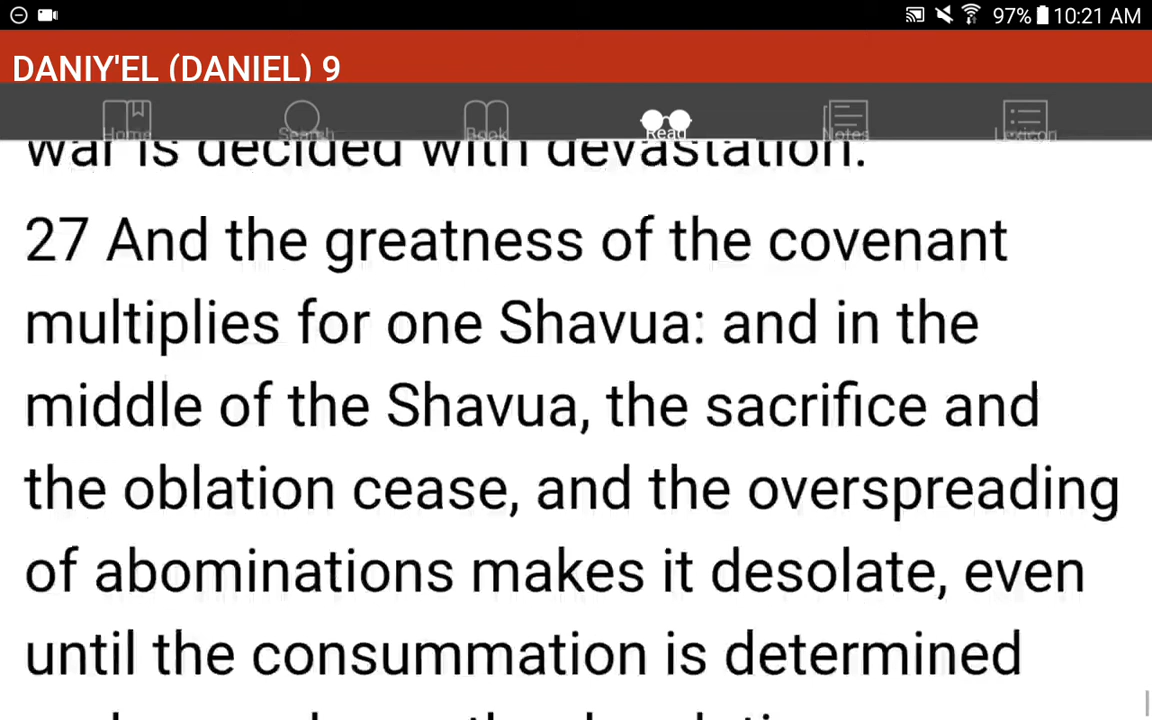 97% 10:21 AM
DANIY'EL (DANIEL) 9
Home Search Book Read Notes Lexicon
war is decided with devastation.
27 And the greatness of the covenant
multiplies for one Shavua: and in the
middle of the Shavua, the sacrifice and
the oblation cease, and the overspreading
of abominations makes it desolate, even
until the consummation is determined